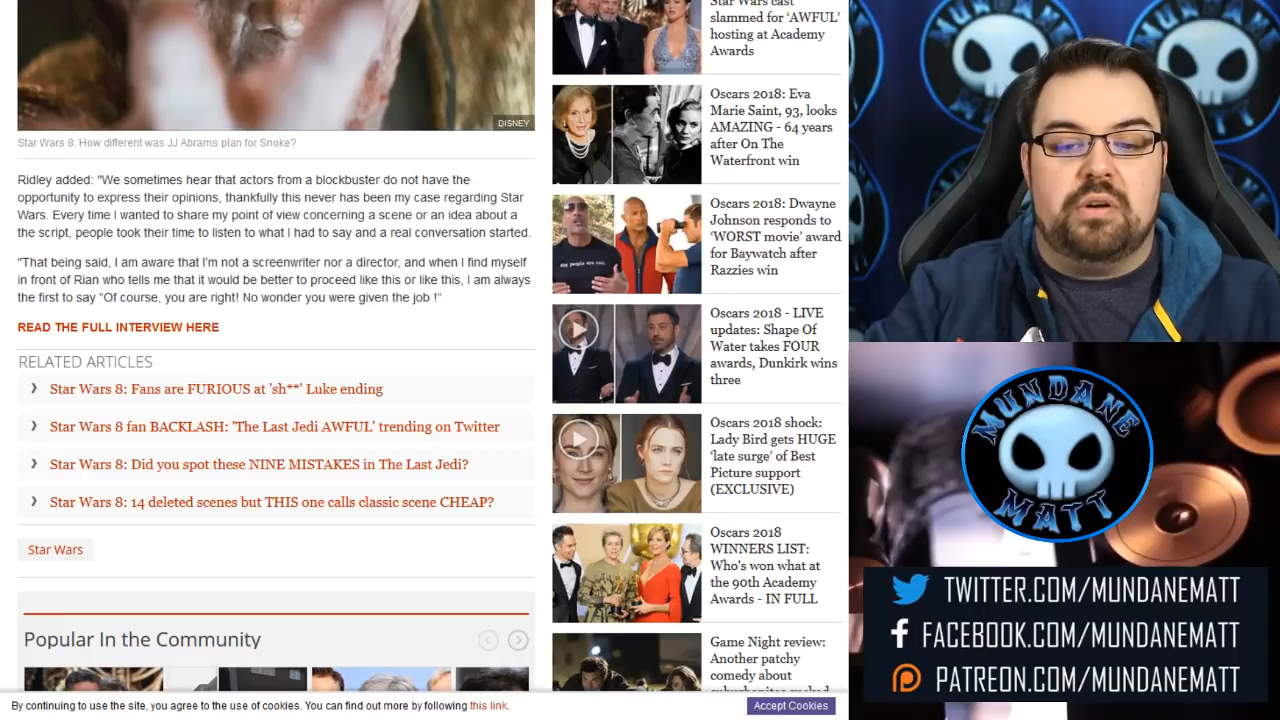 DISNEY
Star Wars 8: How different was JJ Abrams plan for Snoke?
Ridley added: "We sometimes hear that actors from a blockbuster do not have the
opportunity to express their opinions, thankfully this never has been my case regarding Star
Wars. Every time I wanted to share my point of view concerning a scene or an idea about a
the script, people took their time to listen to what I had to say and a real conversation started.
"That being said, I am aware that I'm not a screenwriter nor a director, and when I find myself
in front of Rian who tells me that it would be better to proceed like this or like this, I am always
the first to say "Of course, you are right! No wonder you were given the job !"
READ THE FULL INTERVIEW HERE
RELATED ARTICLES
Star Wars 8: Fans are FURIOUS at 'sh**' Luke ending
Star Wars 8 fan BACKLASH: 'The Last Jedi AWFUL' trending on Twitter
Star Wars 8: Did you spot these NINE MISTAKES in The Last Jedi?
Star Wars 8: 14 deleted scenes but THIS one calls classic scene CHEAP?
Star Wars
Popular In the Community
Star Wars cast
slammed for 'AWFUL'
hosting at Academy
Awards
Oscars 2018: Eva
Marie Saint, 93, looks
AMAZING - 64 years
after On The
Waterfront win
Oscars 2018: Dwayne
Johnson responds to
'WORST movie' award
for Baywatch after
Razzies win
Oscars 2018 - LIVE
updates: Shape Of
Water takes FOUR
awards, Dunkirk wins
three
Oscars 2018 shock:
Lady Bird gets HUGE
'late surge' of Best
Picture support
(EXCLUSIVE)
Oscars 2018
WINNERS LIST:
Who's won what at
the 90th Academy
Awards - IN FULL
Game Night review:
Another patchy
comedy about
By continuing to use the site, you agree to the use of cookies. You can find out more by following this link.
Accept Cookies
MUNDANE
MATT
TWITTER.COM/MUNDANEMATT
FACEBOOK.COM/MUNDANEMATT
PATREON.COM/MUNDANEMATT